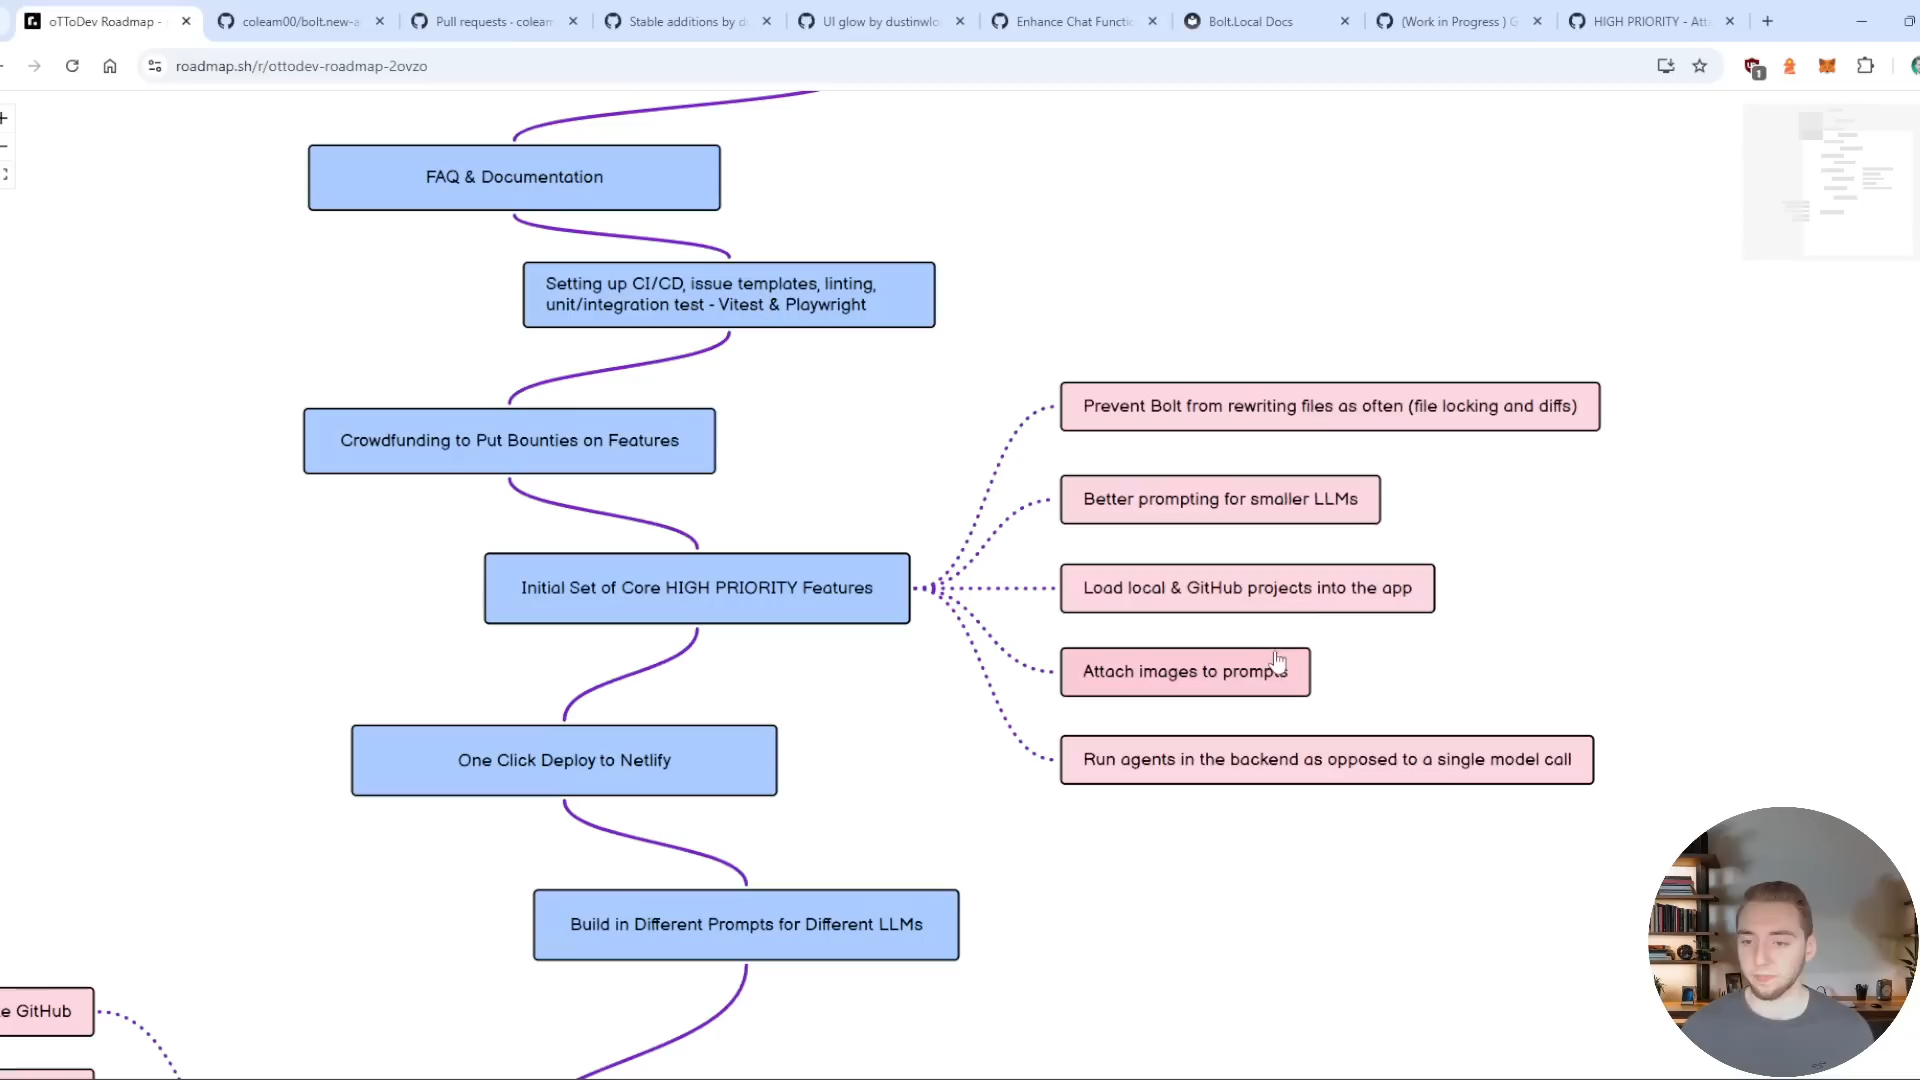 oTToDev Roadmap -
coleam00/bolt.new-a
Pull requests · coleam
Stable additions by d
UI glow by dustinwlo
Enhance Chat Functi
Bolt.Local Docs
(Work in Progress ) G
HIGH PRIORITY - Att
roadmap.sh/r/ottodev-roadmap-2ovzo
1
FAQ & Documentation
Setting up CI/CD, issue templates, linting,
unit/integration test - Vitest & Playwright
Crowdfunding to Put Bounties on Features
Initial Set of Core HIGH PRIORITY Features
Prevent Bolt from rewriting files as often (file locking and diffs)
Better prompting for smaller LLMs
Load local & GitHub projects into the app
Attach images to prompts
Run agents in the backend as opposed to a single model call
One Click Deploy to Netlify
Build in Different Prompts for Different LLMs
e GitHub